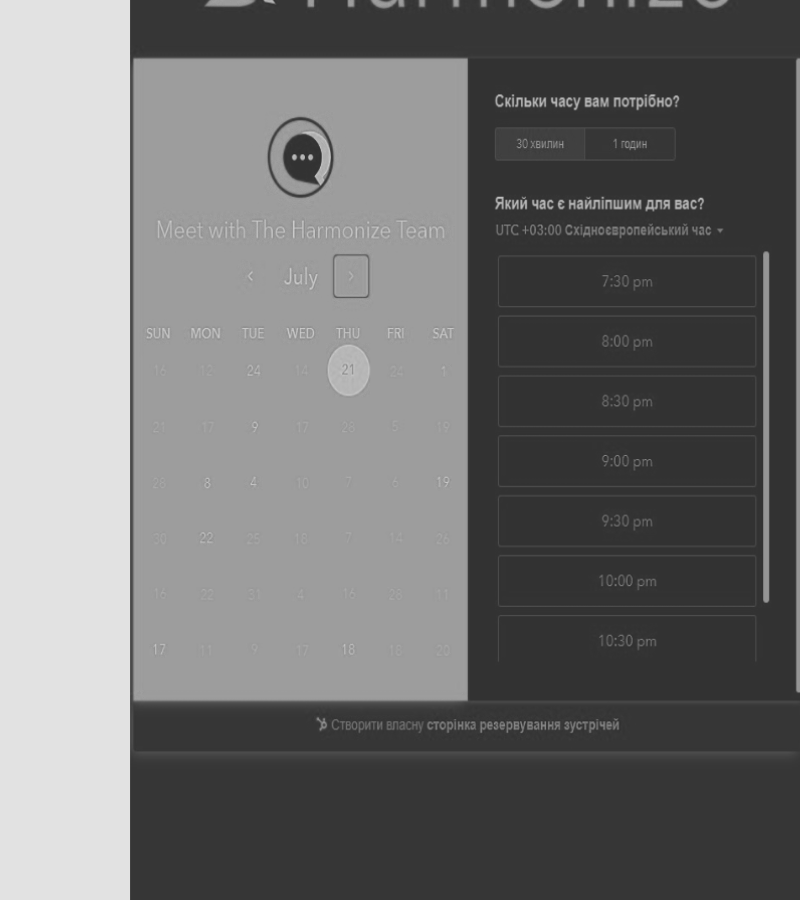 Harmonize
Скільки часу вам потрібно?
30 хвилин 1 годин
Meet with The Harmonize Team
Який час є найліпшим для вас?
UTC +03:00 Східноєвропейський час
July
SUN MON TUE WED THU FRI SAT
16 12 24 14 21 24 1
21 17 9 17 28 5 19
26 8 4 10 7 6 19
30 22 25 16 7 14 26
16 22 31 4 16 28 11
17 11 9 17 18 18 20
7:30 pm
8:00 pm
8:30 pm
9:00 pm
9:30 pm
10:00 pm
10:30 pm
Створити власну сторінка резервування зустрічей